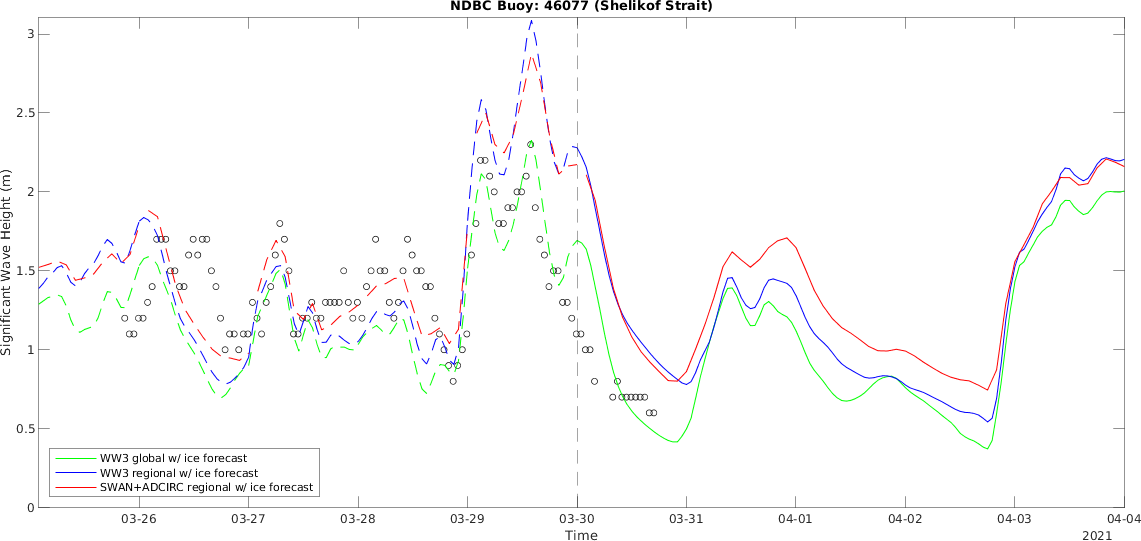 NDBC Buoy: 46077 (Shelikof Strait)
Significant Wave Height (m)
3
2.5
2
1.5
1
0.5
0
WW3 global w/ ice forecast
WW3 regional w/ ice forecast
SWAN+ADCIRC regional w/ ice forecast
03-26 03-27 03-28 03-29 03-30 03-31 04-01 04-02 04-03 04-04
Time
2021